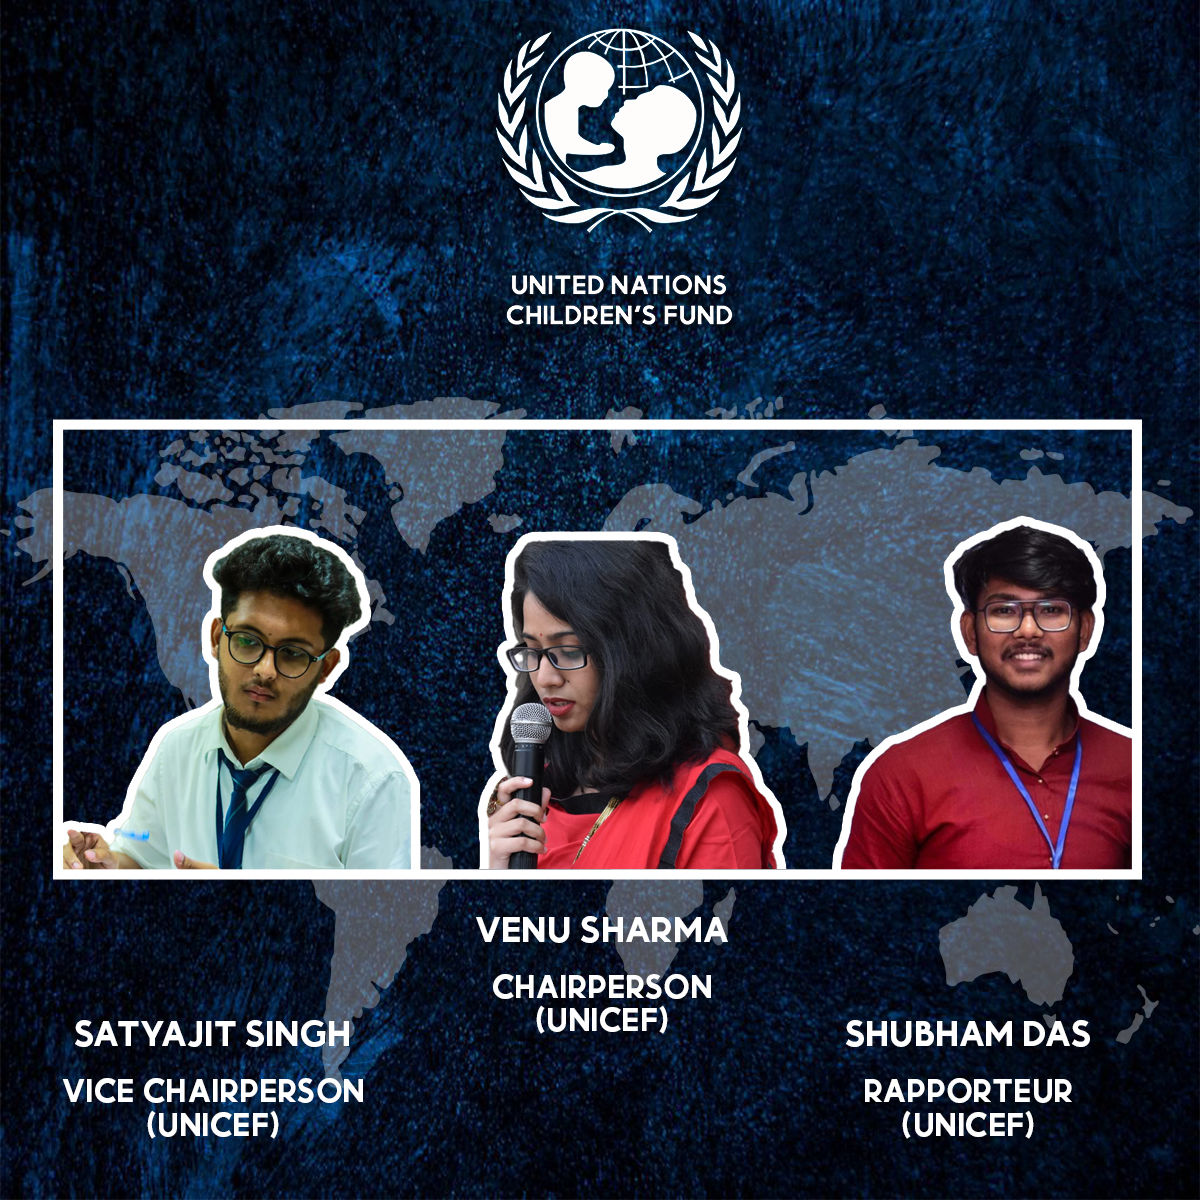 UNITED NATIONS
CHILDREN'S FUND
VENU SHARMA
CHAIRPERSON
(UNICEF)
SATYAJIT SINGH
VICE CHAIRPERSON
(UNICEF)
SHUBHAM DAS
RAPPORTEUR
(UNICEF)